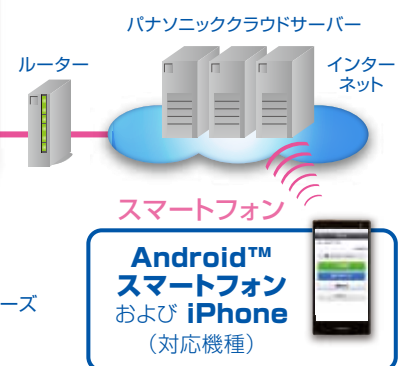 パナソニッククラウドサーバー
ルーター
インター
ネット
スマートフォン
Android™
スマートフォン
および iPhone
（対応機種）
ーズ